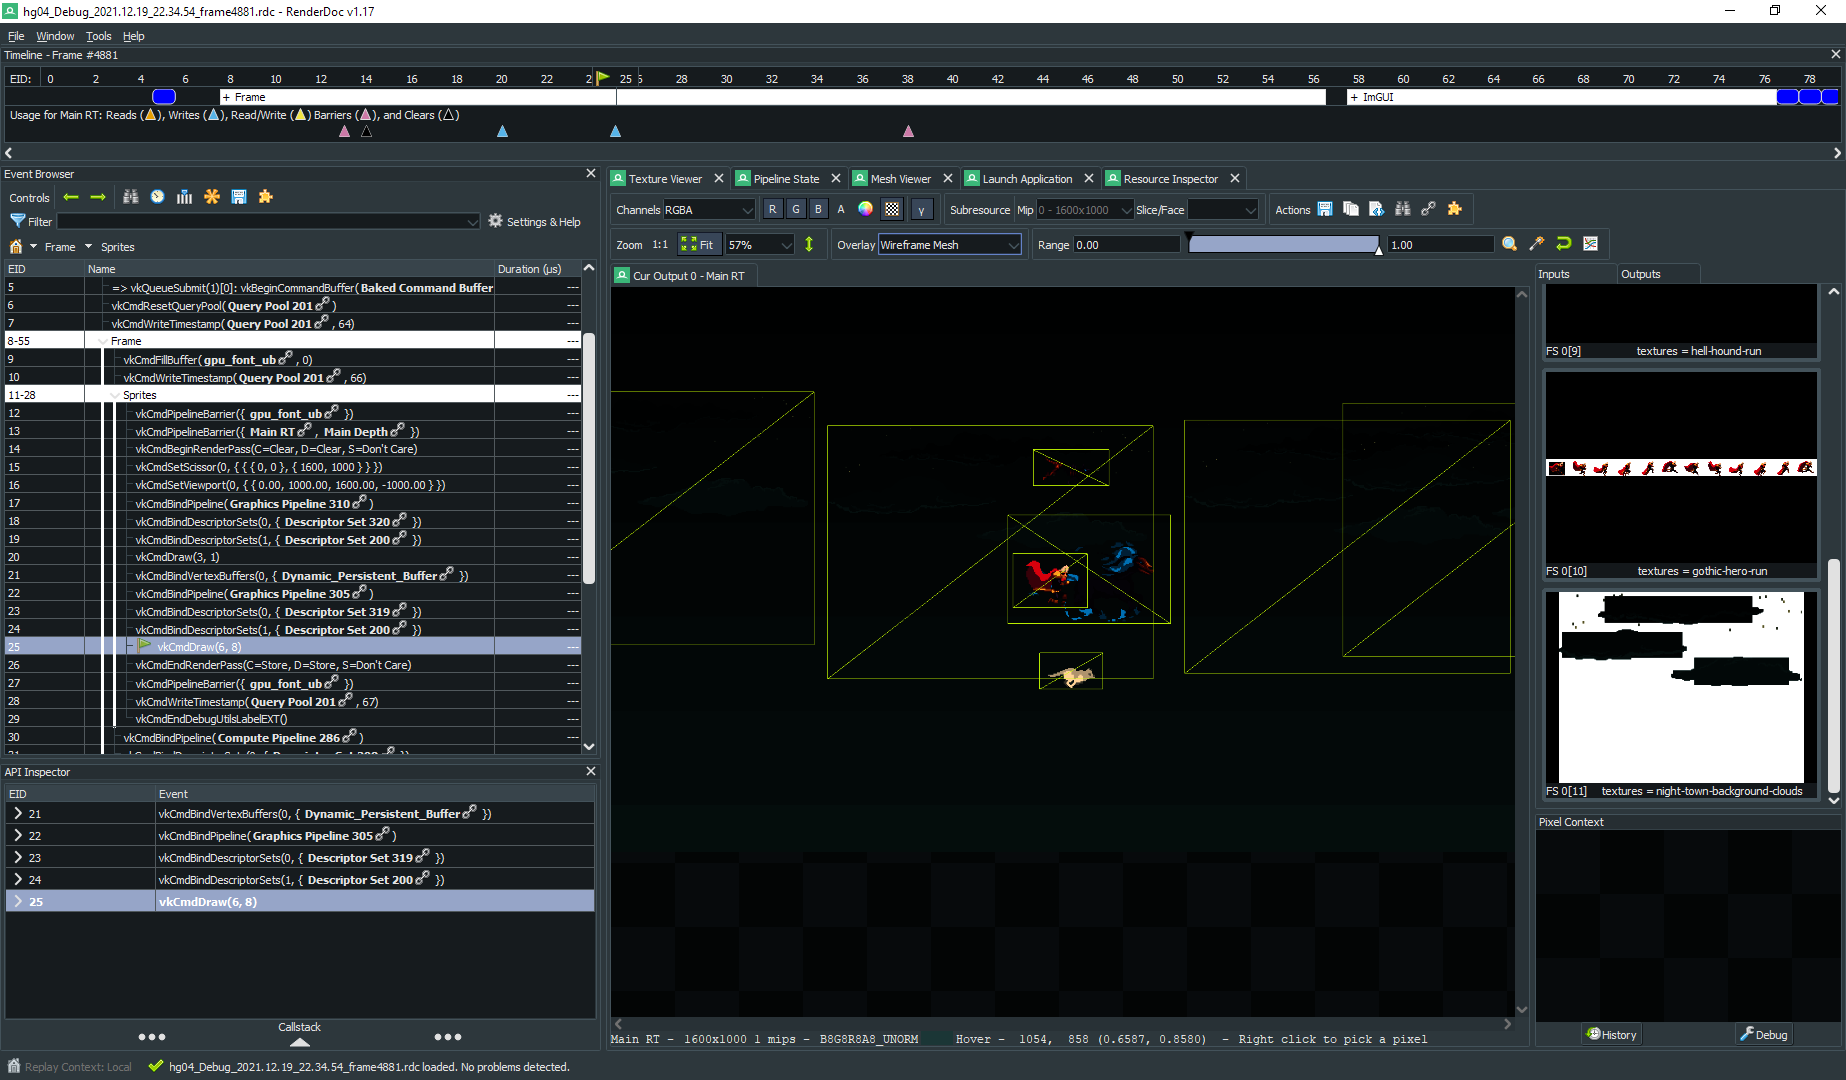 hg04_Debug_2021.12.19_22.34.54_frame4881.rdc - RenderDoc v1.17
File Window Tools Help
Timeline - Frame #4881
EID: 0 2 4 6 8 10 12 14 16 18 20 22 2 25 28 30 32 34 36 38 40 42 44 46 48 50 52 54 56 58 60 62 64 66 68 70 72 74 76 78
+ Frame + ImGUI
Usage for Main RT: Reads (△), Writes (△), Read/Write (△) Barriers (△), and Clears (△)
Event Browser
Controls
Filter Settings & Help
Frame Sprites
EID Name Duration (µs)
5 => vkQueueSubmit(1)[0]: vkBeginCommandBuffer(Baked Command Buffer ---
6 vkCmdResetQueryPool(Query Pool 201) ---
7 vkCmdWriteTimestamp(Query Pool 201, 64) ---
8-55 Frame ---
9 vkCmdFillBuffer(gpu_font_ub, 0) ---
10 vkCmdWriteTimestamp(Query Pool 201, 66) ---
11-28 Sprites ---
12 vkCmdPipelineBarrier({ gpu_font_ub }) ---
13 vkCmdPipelineBarrier({ Main RT, Main Depth }) ---
14 vkCmdBeginRenderPass(C=Clear, D=Clear, S=Don't Care) ---
15 vkCmdSetScissor(0, { { { 0, 0 }, { 1600, 1000 } } }) ---
16 vkCmdSetViewport(0, { { 0.00, 1000.00, 1600.00, -1000.00 } }) ---
17 vkCmdBindPipeline(Graphics Pipeline 310) ---
18 vkCmdBindDescriptorSets(0, { Descriptor Set 320 }) ---
19 vkCmdBindDescriptorSets(1, { Descriptor Set 200 }) ---
20 vkCmdDraw(3, 1) ---
21 vkCmdBindVertexBuffers(0, { Dynamic_Persistent_Buffer }) ---
22 vkCmdBindPipeline(Graphics Pipeline 305) ---
23 vkCmdBindDescriptorSets(0, { Descriptor Set 319 }) ---
24 vkCmdBindDescriptorSets(1, { Descriptor Set 200 }) ---
25 vkCmdDraw(6, 8) ---
26 vkCmdEndRenderPass(C=Store, D=Store, S=Don't Care) ---
27 vkCmdPipelineBarrier({ gpu_font_ub }) ---
28 vkCmdWriteTimestamp(Query Pool 201, 67) ---
29 vkCmdEndDebugUtilsLabelEXT() ---
30 vkCmdBindPipeline(Compute Pipeline 286) ---
API Inspector
EID Event
21 vkCmdBindVertexBuffers(0, { Dynamic_Persistent_Buffer })
22 vkCmdBindPipeline(Graphics Pipeline 305)
23 vkCmdBindDescriptorSets(0, { Descriptor Set 319 })
24 vkCmdBindDescriptorSets(1, { Descriptor Set 200 })
25 vkCmdDraw(6, 8)
Callstack
Texture Viewer Pipeline State Mesh Viewer Launch Application Resource Inspector
Channels RGBA R G B A γ Subresource Mip 0 - 1600x1000 Slice/Face Actions
Zoom 1:1 Fit 57% Overlay Wireframe Mesh Range 0.00 1.00
Cur Output 0 - Main RT
Main RT - 1600x1000 1 mips - B8G8R8A8_UNORM Hover - 1054, 858 (0.6587, 0.8580) - Right click to pick a pixel
Inputs Outputs
FS 0[9] textures = hell-hound-run
FS 0[10] textures = gothic-hero-run
FS 0[11] textures = night-town-background-clouds
Pixel Context
History Debug
Replay Context: Local hg04_Debug_2021.12.19_22.34.54_frame4881.rdc loaded. No problems detected.